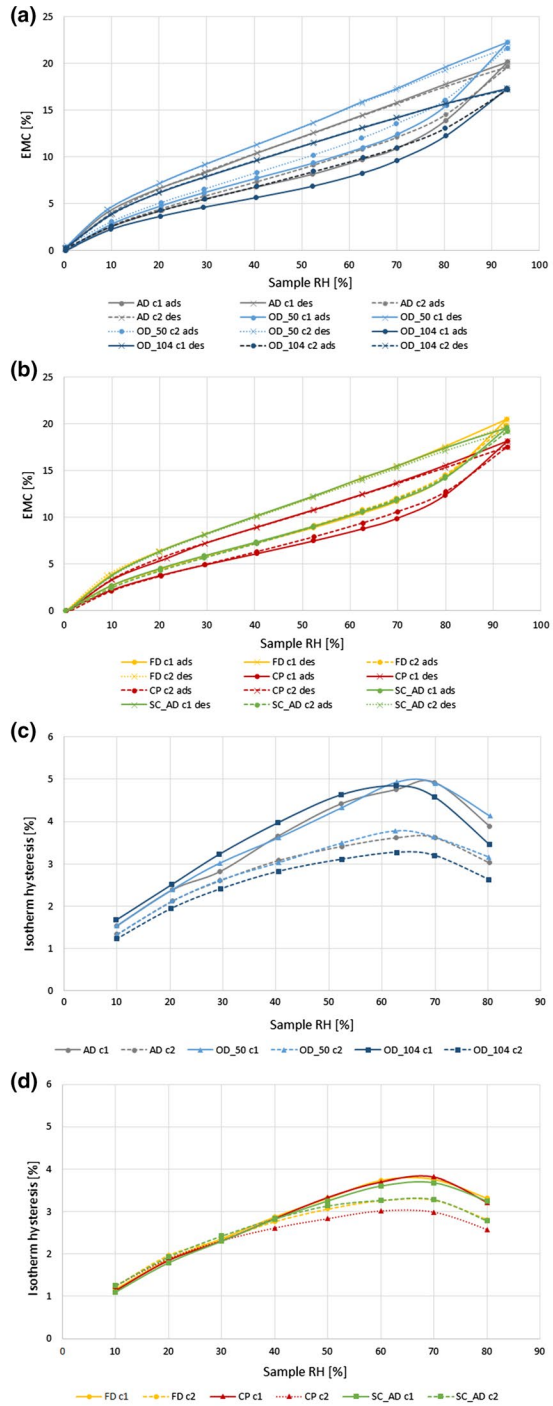 (a)
25
20
15
10
5
0
EMC [%]
0 10 20 30 40 50 60 70 80 90 100
Sample RH [%]
AD c1 ads AD c1 des AD c2 ads
AD c2 des OD_50 c1 ads OD_50 c1 des
OD_50 c2 ads OD_50 c2 des OD_104 c1 ads
OD_104 c1 des OD_104 c2 ads OD_104 c2 des
(b)
25
20
15
10
5
0
EMC [%]
0 10 20 30 40 50 60 70 80 90 100
Sample RH [%]
FD c1 ads FD c1 des FD c2 ads
FD c2 des CP c1 ads CP c1 des
CP c2 ads CP c2 des SC_AD c1 ads
SC_AD c1 des SC_AD c2 ads SC_AD c2 des
(c)
6
5
4
3
2
1
0
Isotherm hysteresis [%]
0 10 20 30 40 50 60 70 80 90
Sample RH [%]
AD c1 AD c2 OD_50 c1 OD_50 c2 OD_104 c1 OD_104 c2
(d)
6
5
4
3
2
1
0
Isotherm hysteresis [%]
0 10 20 30 40 50 60 70 80 90
Sample RH [%]
FD c1 FD c2 CP c1 CP c2 SC_AD c1 SC_AD c2